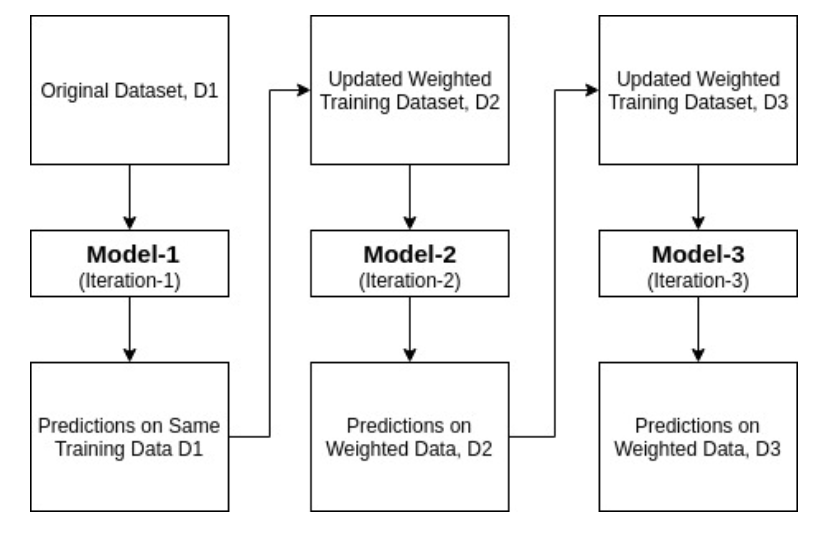 Original Dataset, D1
Model-1
(Iteration-1)
Predictions on Same
Training Data D1
Updated Weighted
Training Dataset, D2
Model-2
(Iteration-2)
Predictions on
Weighted Data, D2
Updated Weighted
Training Dataset, D3
Model-3
(Iteration-3)
Predictions on
Weighted Data, D3